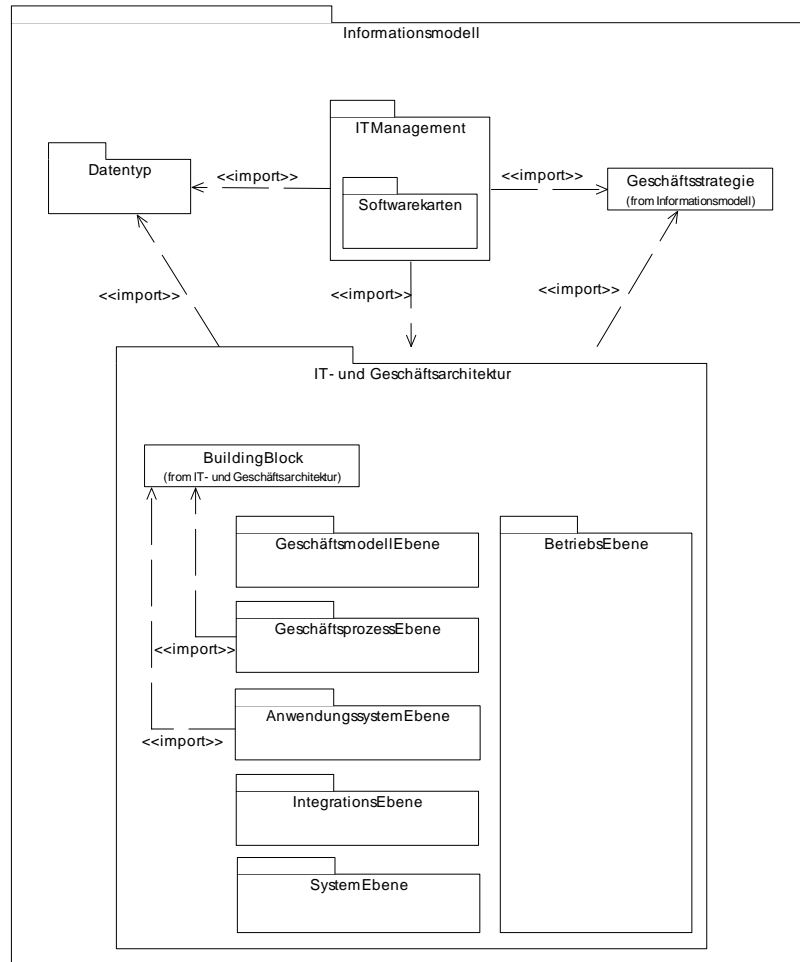 Informationsmodell
ITManagement
Datentyp
<<import>>
<<import>>
Geschäftsstrategie
(from Informationsmodell)
Softwarekarten
<<import>>
<<import>>
<<import>>
IT- und Geschäftsarchitektur
BuildingBlock
(from IT- und Geschäftsarchitektur)
GeschäftsmodellEbene
BetriebsEbene
GeschäftsprozessEbene
<<import>>
AnwendungssystemEbene
<<import>>
IntegrationsEbene
SystemEbene